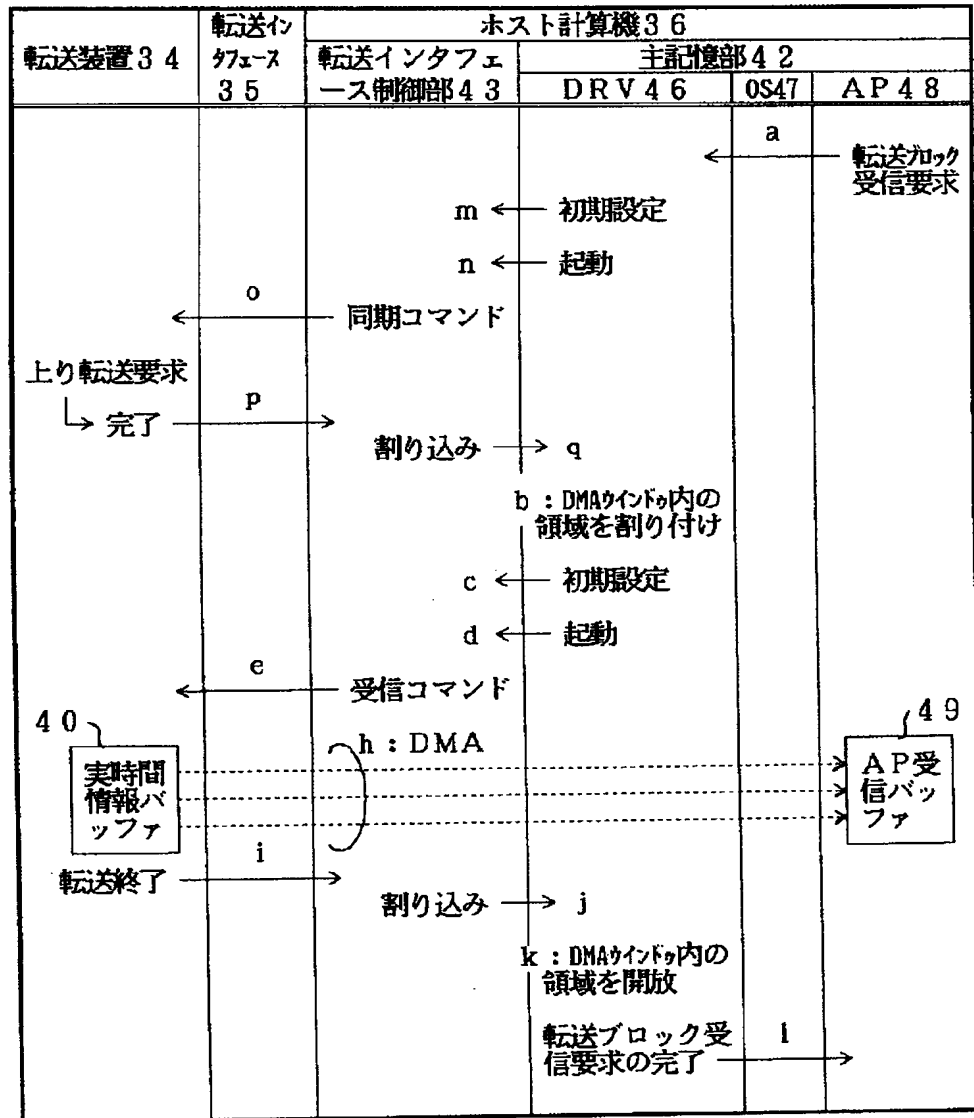 転送装置34
転送イン
タフェース
35
ホスト計算機36
転送インタフェ
ース制御部43
主記憶部42
DRV46
OS47
AP48
a
転送ブロック
受信要求
m
初期設定
n
起動
o
同期コマンド
上り転送要求
完了
p
割り込み
q
b:DMAウインドゥ内の
領域を割り付け
c
初期設定
d
起動
e
受信コマンド
40
49
h:DMA
実時間
情報バ
ッファ
AP受
信バッ
ファ
i
転送終了
割り込み
j
k:DMAウインドゥ内の
領域を開放
転送ブロック受
信要求の完了
l